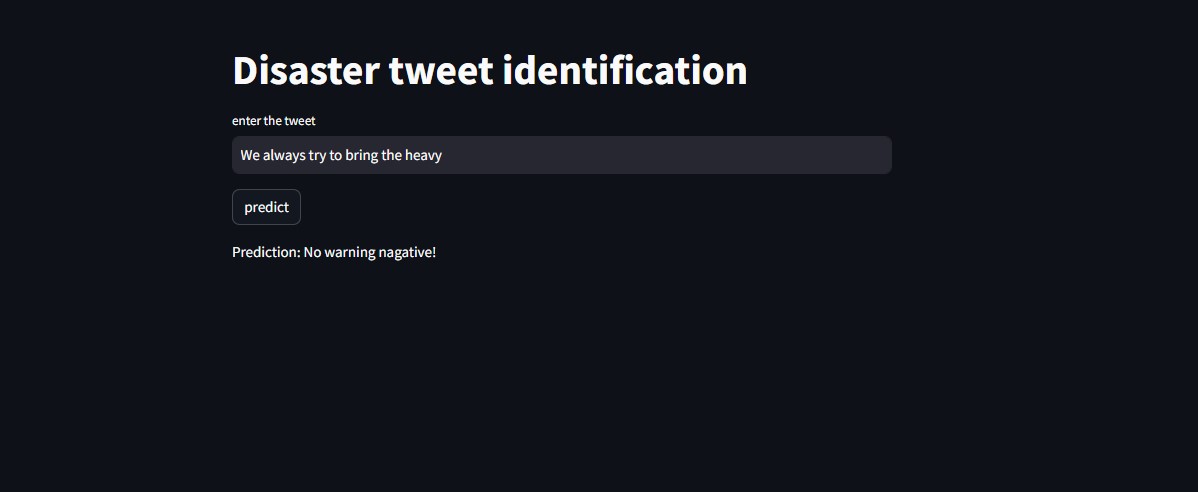 Disaster tweet identification
enter the tweet
We always try to bring the heavy
predict
Prediction: No warning nagative!